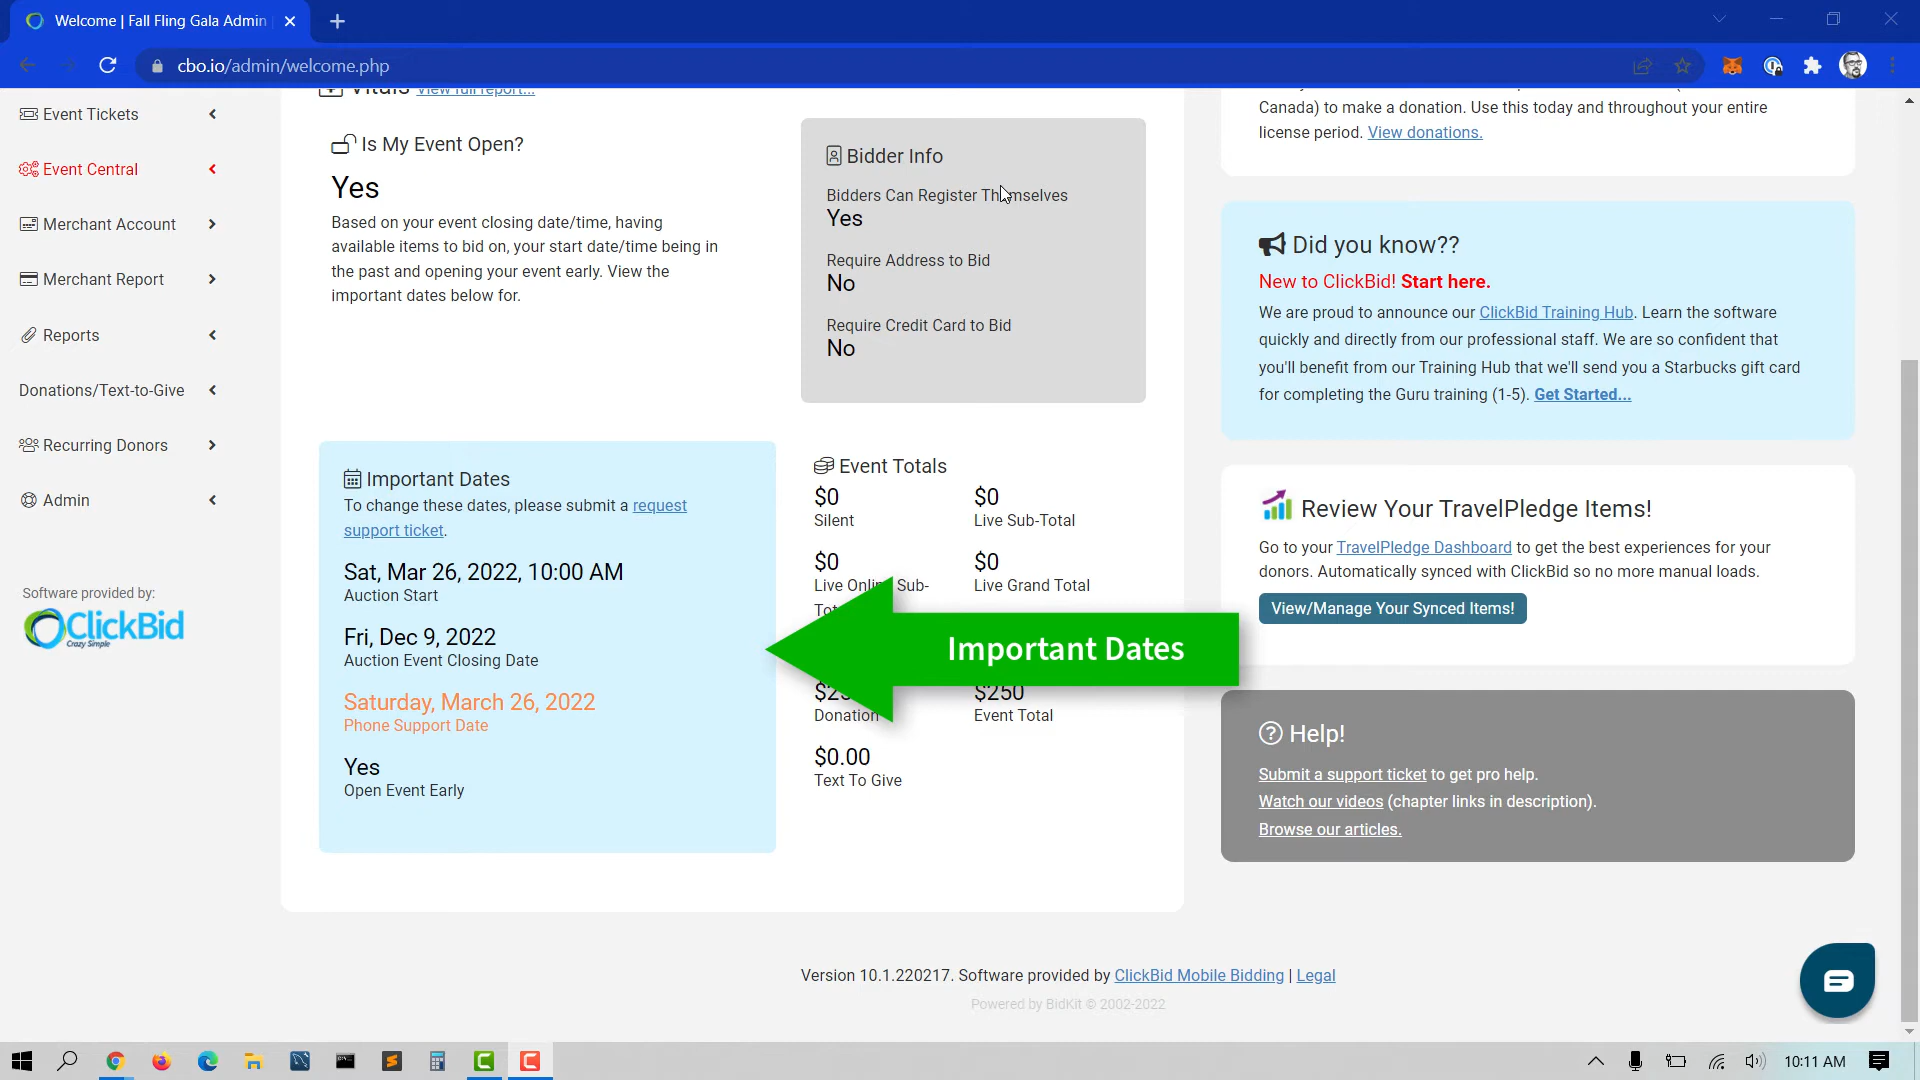 Welcome | Fall Fling Gala Admin
cbo.io/admin/welcome.php
Event Tickets
Event Central
Merchant Account
Merchant Report
Reports
Donations/Text-to-Give
Recurring Donors
Admin
Software provided by:
ClickBid
Crazy Simple
Vitals View full report...
Is My Event Open?
Yes
Based on your event closing date/time, having
available items to bid on, your start date/time being in
the past and opening your event early. View the
important dates below for.
Bidder Info
Bidders Can Register Themselves
Yes
Require Address to Bid
No
Require Credit Card to Bid
No
Important Dates
To change these dates, please submit a request
support ticket.
Sat, Mar 26, 2022, 10:00 AM
Auction Start
Fri, Dec 9, 2022
Auction Event Closing Date
Saturday, March 26, 2022
Phone Support Date
Yes
Open Event Early
Event Totals
$0
Silent
$0
Live Sub-Total
$0
Live Online Sub-
$0
Live Grand Total
Important Dates
Donation
$250
Event Total
$0.00
Text To Give
Canada) to make a donation. Use this today and throughout your entire
license period. View donations.
Did you know??
New to ClickBid! Start here.
We are proud to announce our ClickBid Training Hub. Learn the software
quickly and directly from our professional staff. We are so confident that
you'll benefit from our Training Hub that we'll send you a Starbucks gift card
for completing the Guru training (1-5). Get Started...
Review Your TravelPledge Items!
Go to your TravelPledge Dashboard to get the best experiences for your
donors. Automatically synced with ClickBid so no more manual loads.
View/Manage Your Synced Items!
Help!
Submit a support ticket to get pro help.
Watch our videos (chapter links in description).
Browse our articles.
Version 10.1.220217. Software provided by ClickBid Mobile Bidding | Legal
Powered by BidKit © 2002-2022
10:11 AM